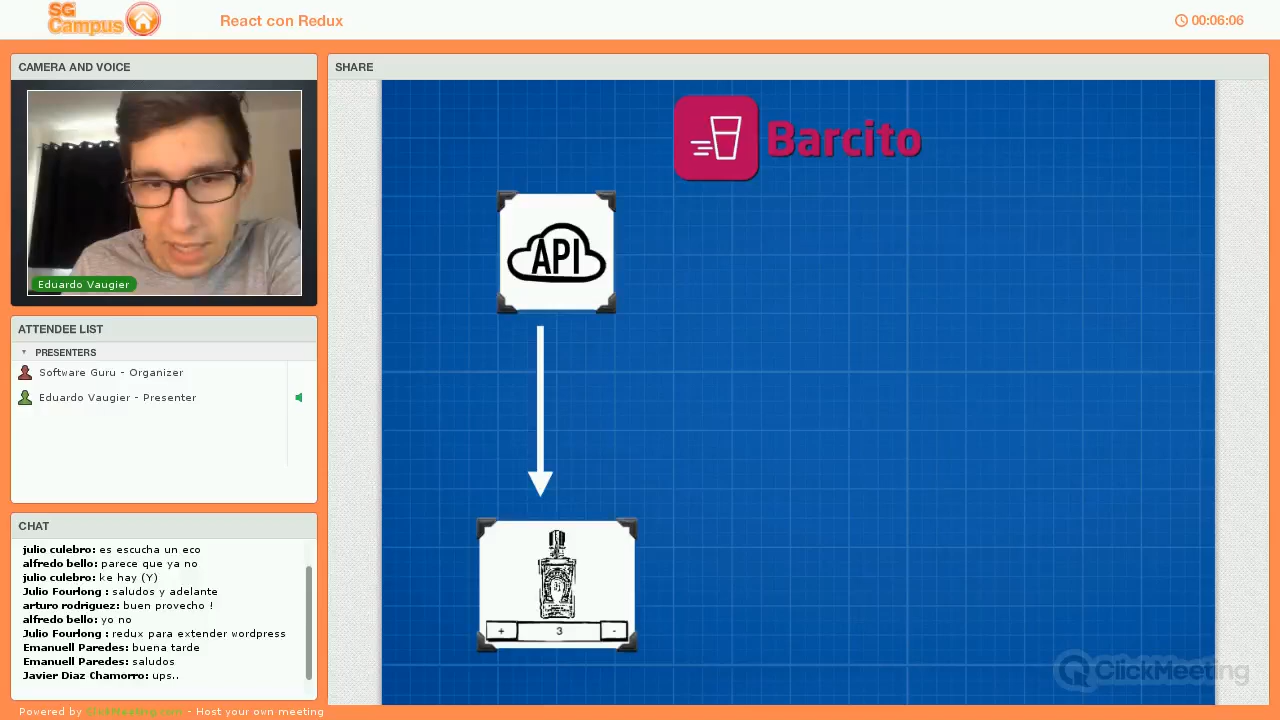 SG
Campus
React con Redux
00:06:06
CAMERA AND VOICE
Eduardo Vaugier
ATTENDEE LIST
PRESENTERS
Software Guru - Organizer
Eduardo Vaugier - Presenter
CHAT
julio culebro: es escucha un eco
alfredo bello: parece que ya no
julio culebro: ke hay (Y)
Julio Fourlong : saludos y adelante
arturo rodriguez: buen provecho !
alfredo bello: yo no
Julio Fourlong : redux para extender wordpress
Emanuell Paredes: buena tarde
Emanuell Paredes: saludos
Javier Diaz Chamorro: ups..
Powered by ClickMeeting.com - Host your own meeting
SHARE
Barcito
API
+ 3 -
ClickMeeting